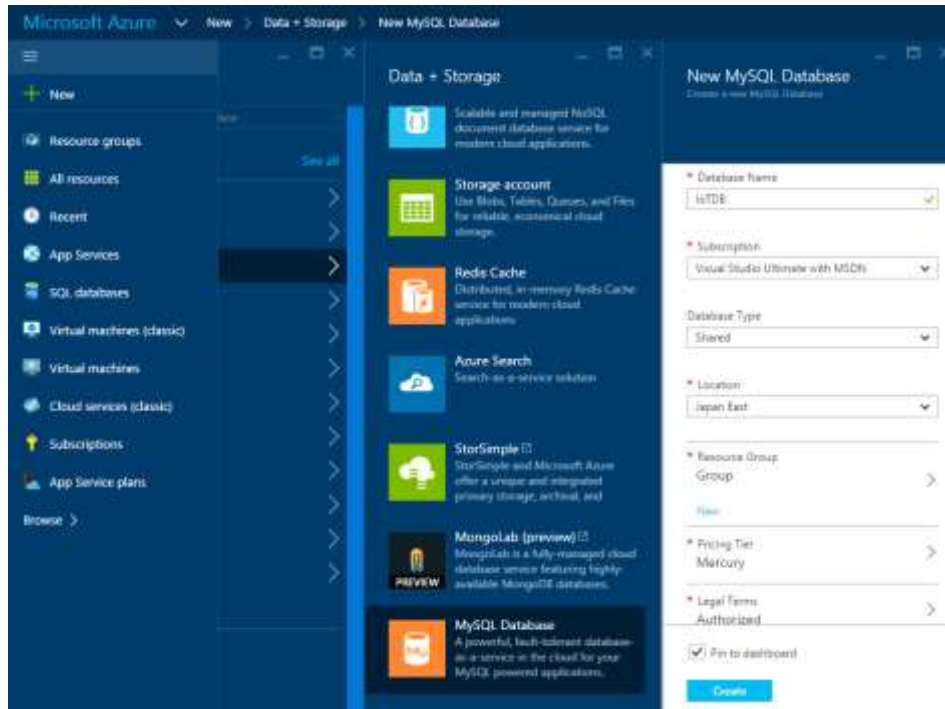 Microsoft Azure
New > Data + Storage > New MySQL Database
New
Resource groups
All resources
Recent
App Services
SQL databases
Virtual machines (classic)
Virtual machines
Cloud services (classic)
Subscriptions
App Service plans
Browse >
See all
Data + Storage
Scalable and managed NoSQL
document database service for
modern cloud applications.
Storage account
Use Blobs, Tables, Queues, and Files
for reliable, economical cloud
storage.
Redis Cache
Distributed, in-memory Redis Cache
service for modern cloud
applications
Azure Search
Search-as-a-service solution
StorSimple
StorSimple and Microsoft Azure
offer a unique and integrated
primary storage, archival, and
MongoLab (preview)
MongoLab is a fully-managed cloud
database service featuring highly-
available MongoDB databases.
PREVIEW
MySQL Database
A powerful, fault-tolerant database-
as-a-service in the cloud for your
MySQL powered applications.
New MySQL Database
Create a new MySQL Database
* Database Name
IoTDB
* Subscription
Visual Studio Ultimate with MSDN
Database Type
Shared
* Location
Japan East
* Resource Group
Group
New
* Pricing Tier
Mercury
* Legal Terms
Authorized
Pin to dashboard
Create